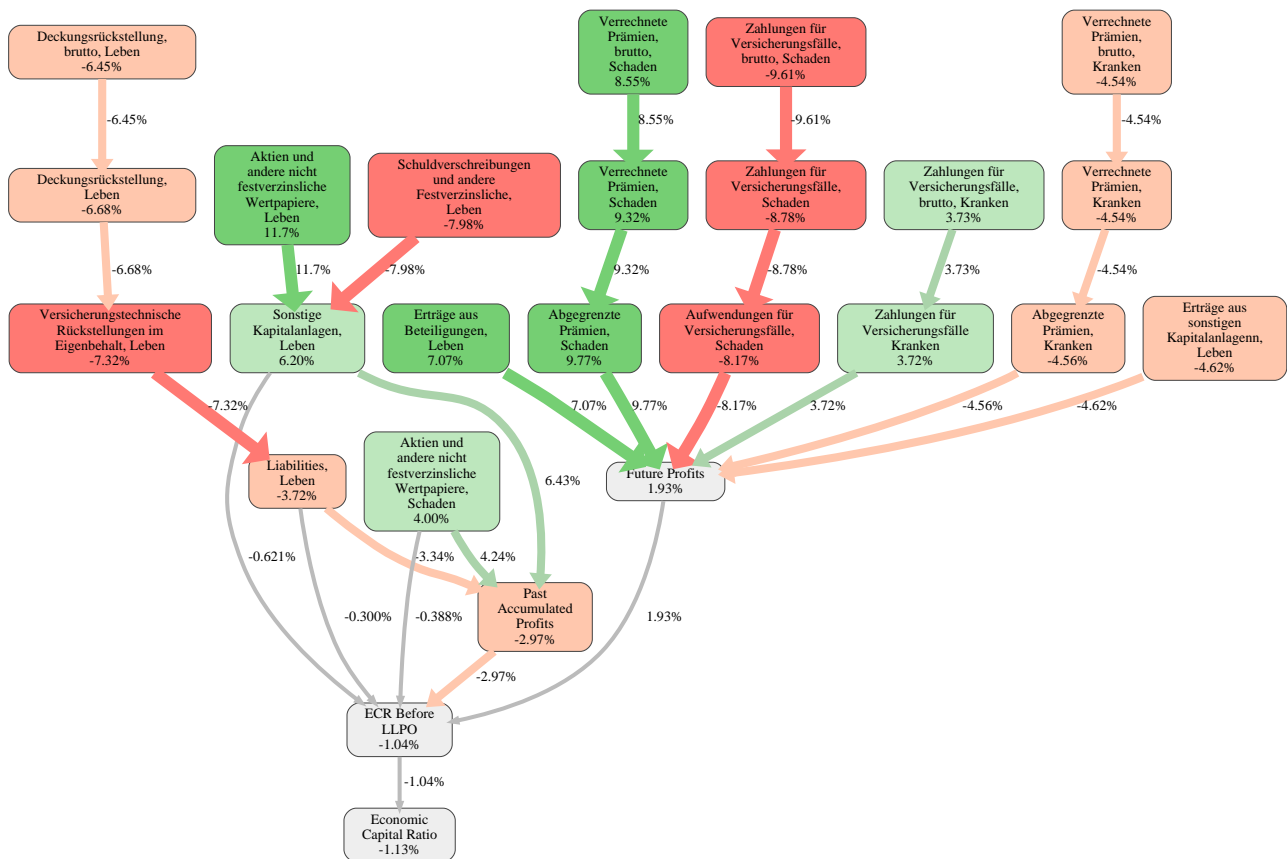 Deckungsrückstellung,
brutto, Leben
-6.45%
Verrechnete
Prämien,
brutto,
Schaden
8.55%
Zahlungen für
Versicherungsfälle,
brutto, Schaden
-9.61%
Verrechnete
Prämien,
brutto,
Kranken
-4.54%
-6.45%
8.55%
-9.61%
-4.54%
Deckungsrückstellung,
Leben
-6.68%
Aktien und
andere nicht
festverzinsliche
Wertpapiere,
Leben
11.7%
Schuldverschreibungen
und andere
Festverzinsliche,
Leben
-7.98%
Verrechnete
Prämien,
Schaden
9.32%
Zahlungen für
Versicherungsfälle,
Schaden
-8.78%
Zahlungen für
Versicherungsfälle,
brutto, Kranken
3.73%
Verrechnete
Prämien,
Kranken
-4.54%
-6.68%
11.7%
-7.98%
9.32%
-8.78%
3.73%
-4.54%
Versicherungstechnische
Rückstellungen im
Eigenbehalt, Leben
-7.32%
Sonstige
Kapitalanlagen,
Leben
6.20%
Erträge aus
Beteiligungen,
Leben
7.07%
Abgegrenzte
Prämien,
Schaden
9.77%
Aufwendungen für
Versicherungsfälle,
Schaden
-8.17%
Zahlungen für
Versicherungsfälle
Kranken
3.72%
Abgegrenzte
Prämien,
Kranken
-4.56%
Erträge aus
sonstigen
Kapitalanlagenn,
Leben
-4.62%
-7.32%
7.07%
9.77%
-8.17%
3.72%
-4.56%
-4.62%
Liabilities,
Leben
-3.72%
Aktien und
andere nicht
festverzinsliche
Wertpapiere,
Schaden
4.00%
6.43%
Future Profits
1.93%
-0.621%
-3.34%
4.24%
-0.300%
-0.388%
Past
Accumulated
Profits
-2.97%
1.93%
-2.97%
ECR Before
LLPO
-1.04%
-1.04%
Economic
Capital Ratio
-1.13%